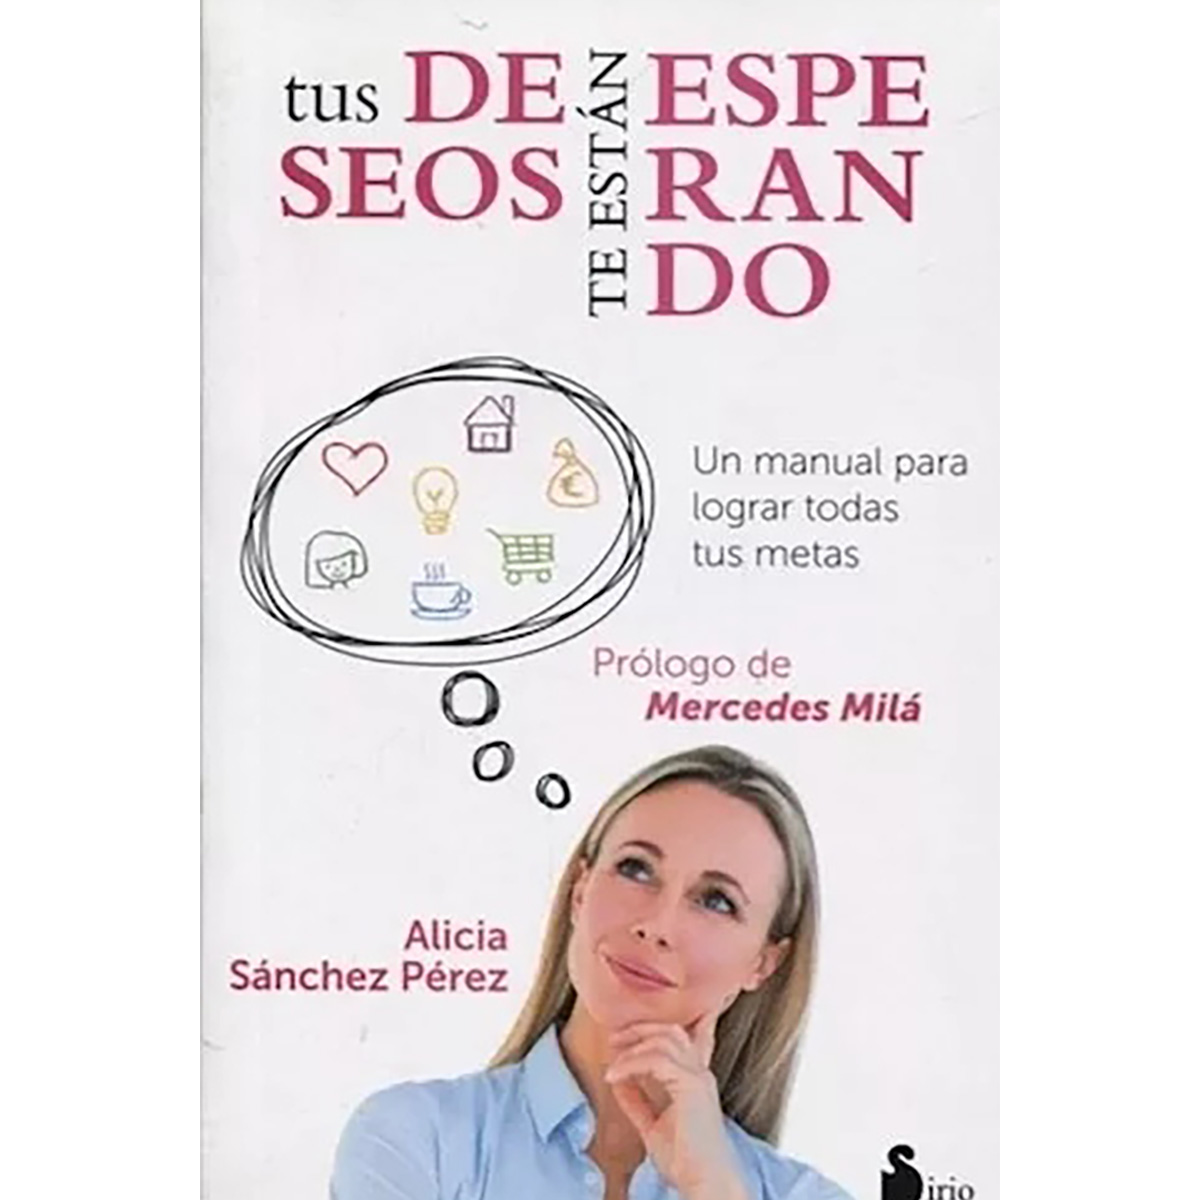 tus DE
SEOS
TE ESTÁN
ESPE
RAN
DO
Un manual para
lograr todas
tus metas
Prólogo de
Mercedes Milá
Alicia
Sánchez Pérez
Sirio